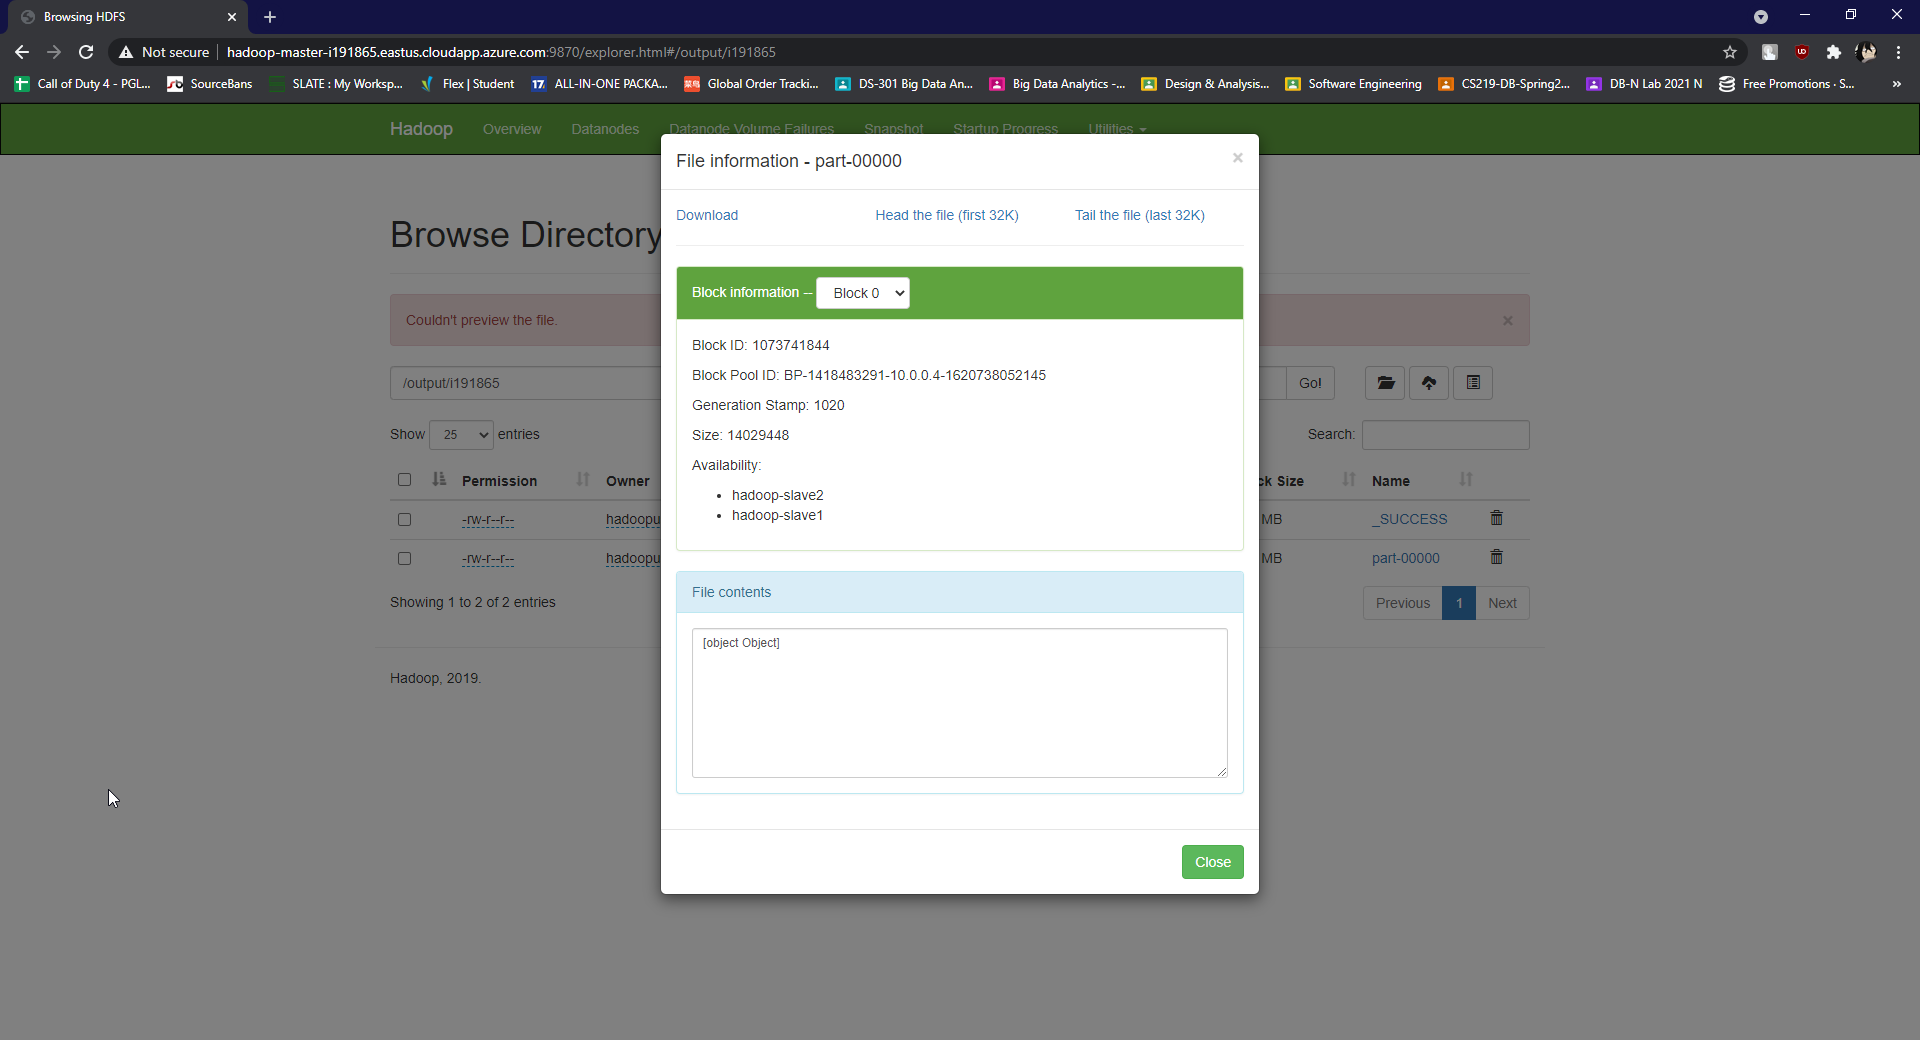 Browsing HDFS
Not secure
hadoop-master-i191865.eastus.cloudapp.azure.com:9870/explorer.html#/output/i191865
Call of Duty 4 - PGL...
SourceBans
SLATE : My Worksp...
Flex | Student
17
ALL-IN-ONE PACKA...
Global Order Tracki...
DS-301 Big Data An...
Big Data Analytics -...
Design & Analysis...
Software Engineering
CS219-DB-Spring2...
DB-N Lab 2021 N
Free Promotions · S...
»
Hadoop
Overview
Datanodes
Datanode Volume Failures
Snapshot
Startup Progress
Utilities
File information - part-00000
×
Download
Head the file (first 32K)
Tail the file (last 32K)
Browse Directory
Block information --
Block 0
Couldn't preview the file.
×
Block ID: 1073741844
Block Pool ID: BP-1418483291-10.0.0.4-1620738052145
/output/i191865
Go!
Generation Stamp: 1020
Show 25 entries
Size: 14029448
Search:
Availability:
Permission
Owner
ck Size
Name
• hadoop-slave2
• hadoop-slave1
-rw-r--r--
hadoopu
MB
_SUCCESS
-rw-r--r--
hadoopu
MB
part-00000
File contents
Showing 1 to 2 of 2 entries
Previous
1
Next
[object Object]
Hadoop, 2019.
Close